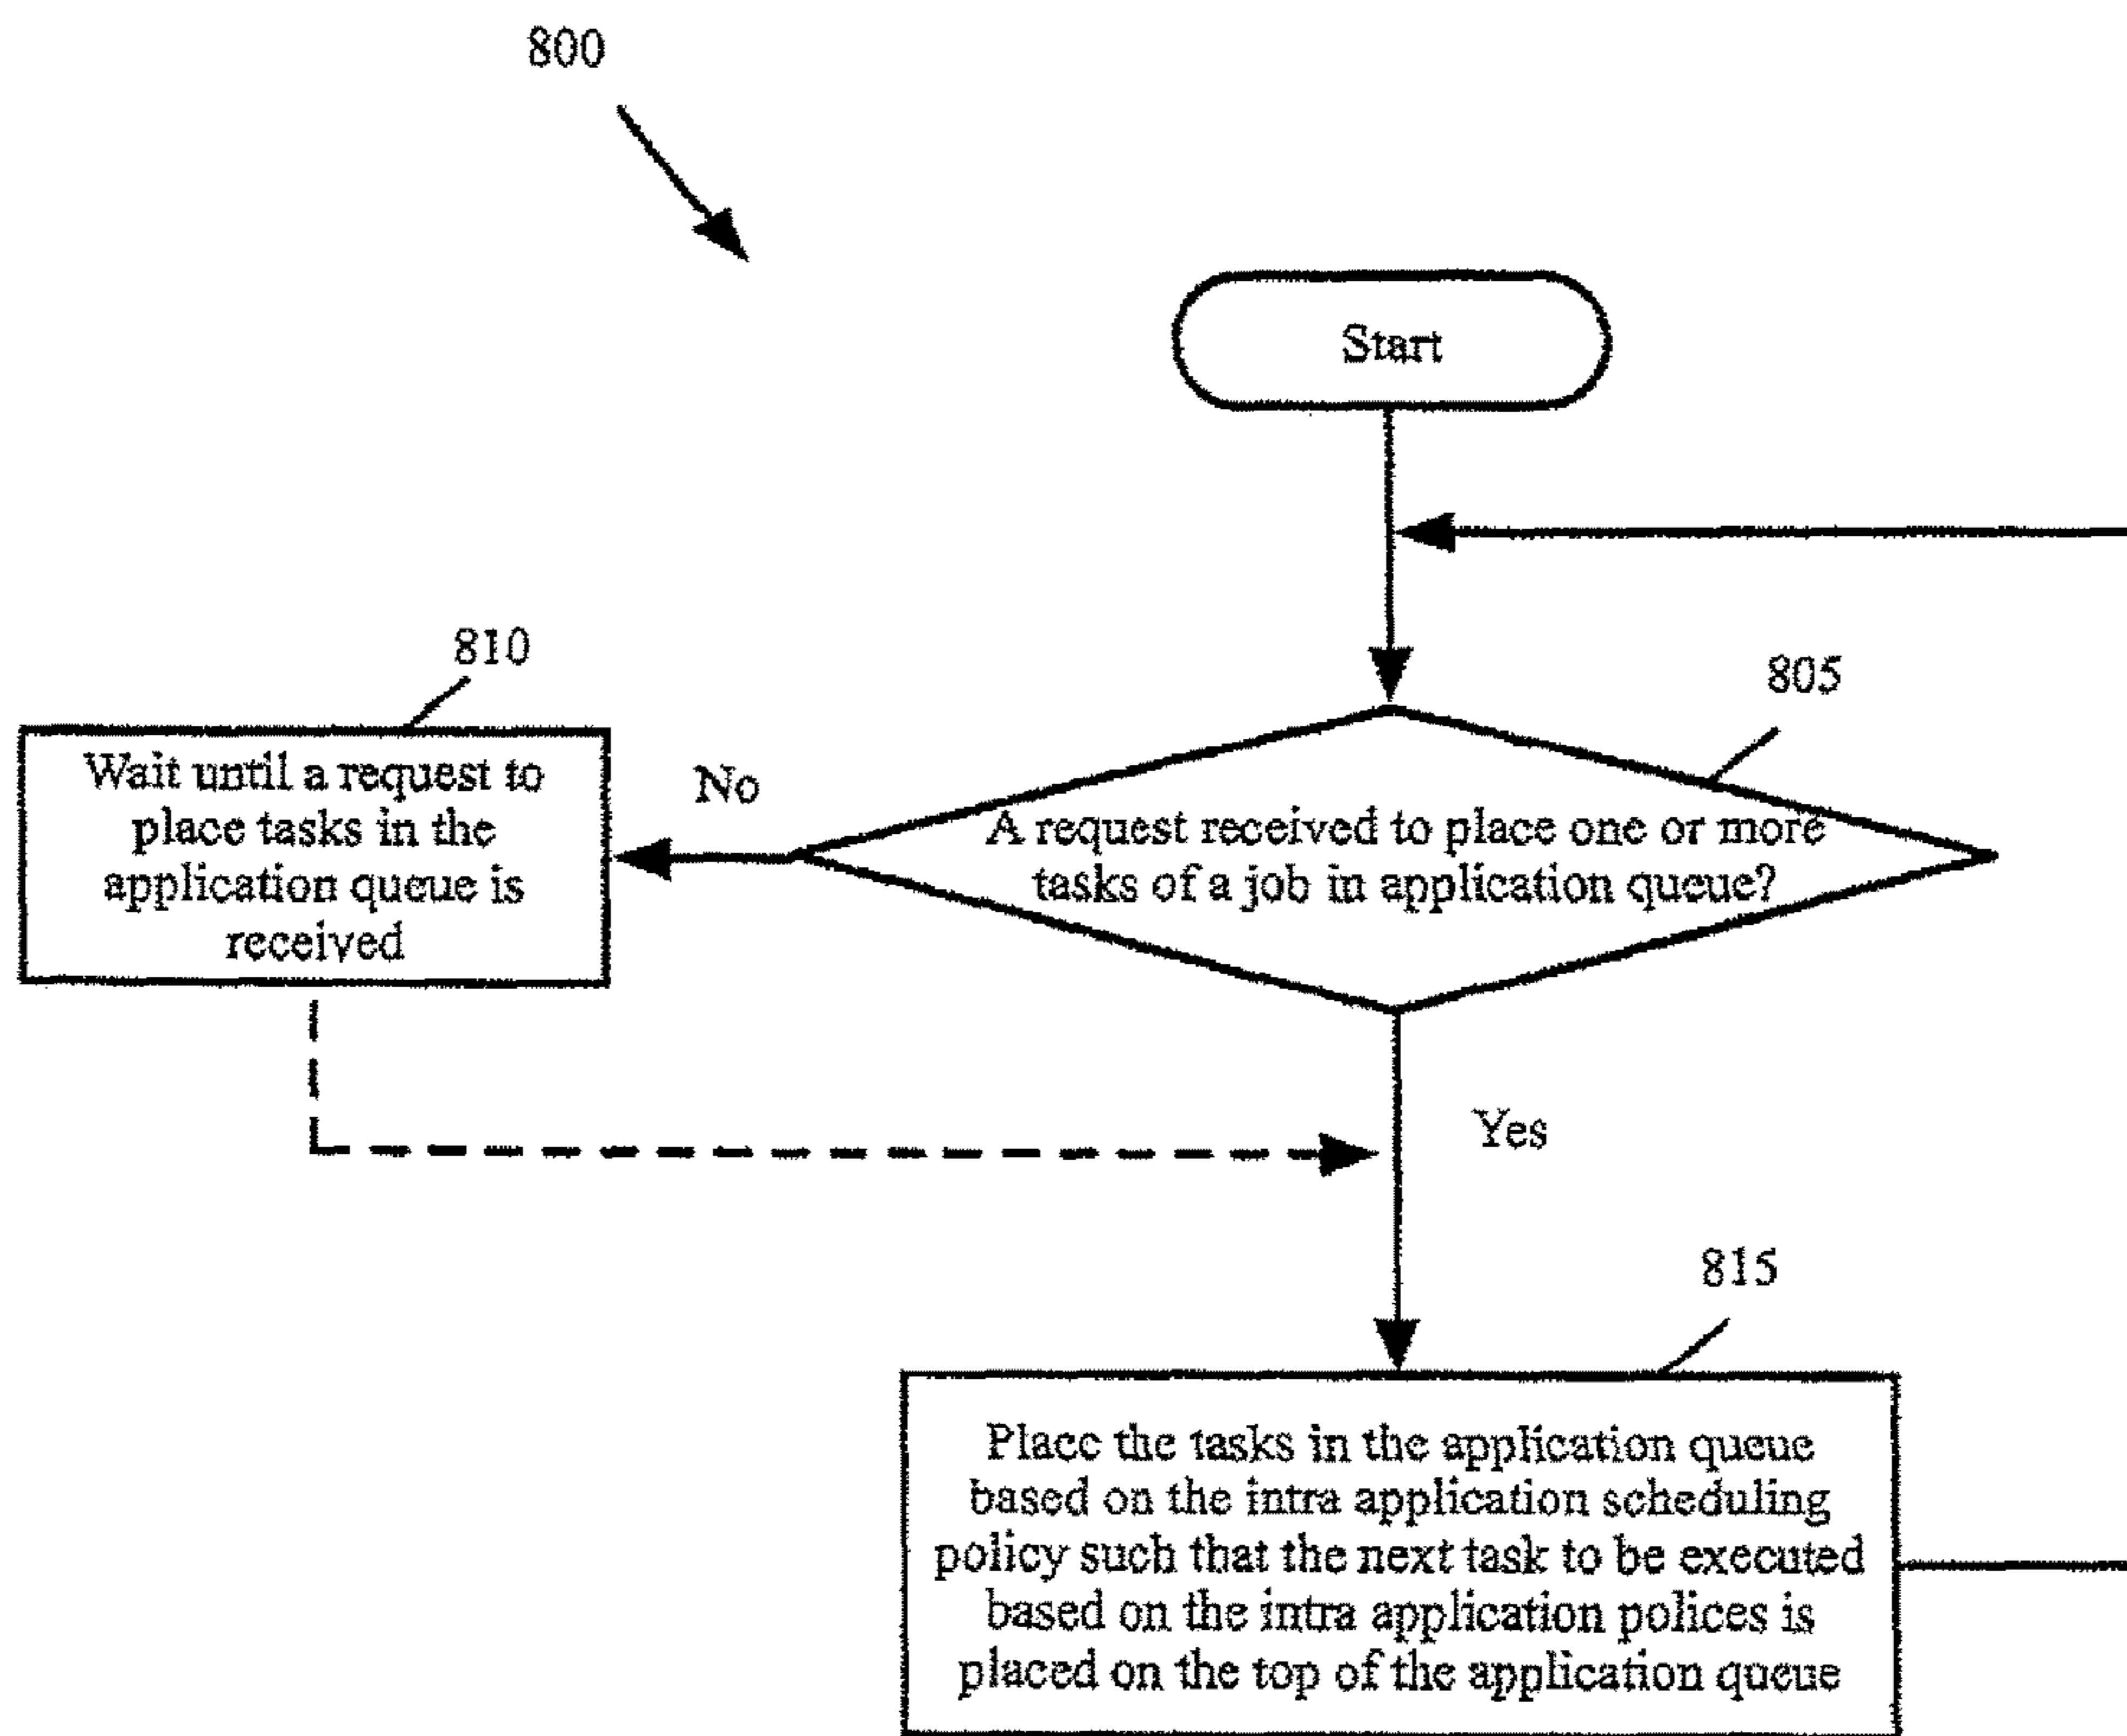 800
Start
810
805
Wait until a request to
place tasks in the
application queue is
received
No
A request received to place one or more
tasks of a job in application queue?
Yes
815
Place the tasks in the application queue
based on the intra application scheduling
policy such that the next task to be executed
based on the intra application polices is
placed on the top of the application queue